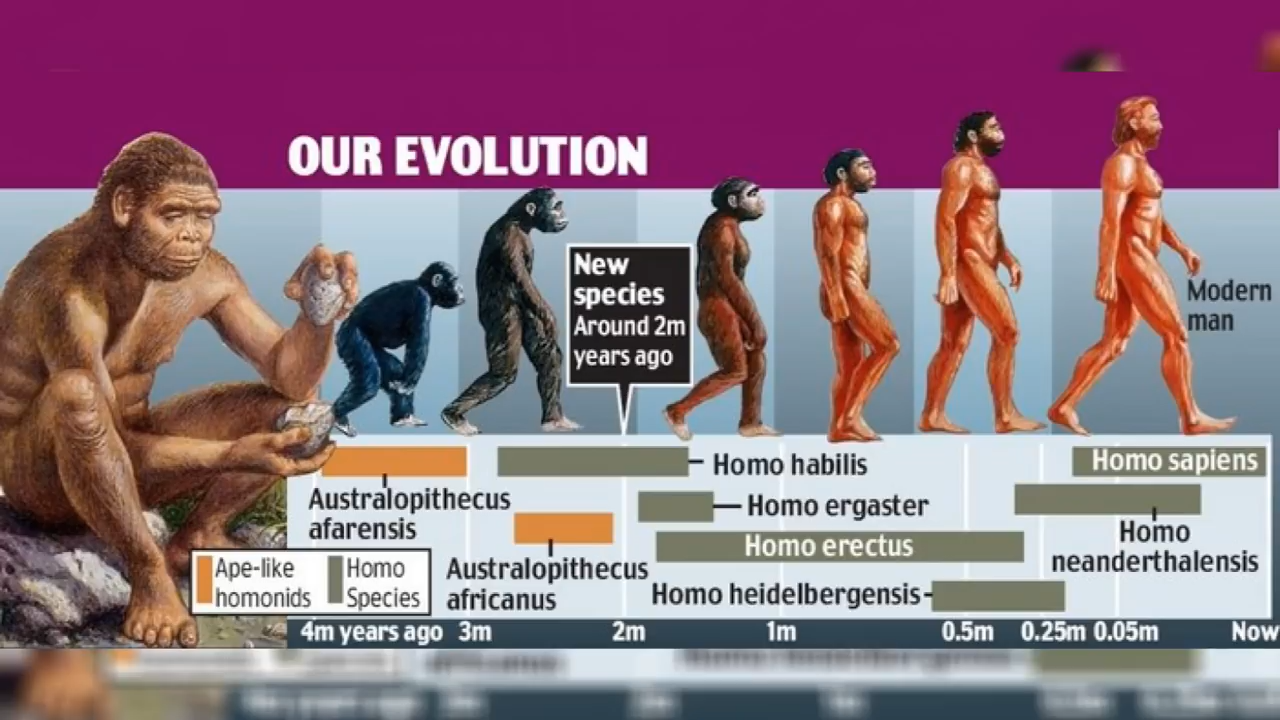 OUR EVOLUTION
New
species
Around 2m
years ago
Modern
man
Homo habilis
Homo sapiens
Australopithecus
afarensis
Homo ergaster
Homo
neanderthalensis
Homo erectus
Ape-like
homonids
Homo
Species
Australopithecus
africanus
Homo heidelbergensis
4m years ago 3m 2m 1m 0.5m 0.25m 0.05m Now